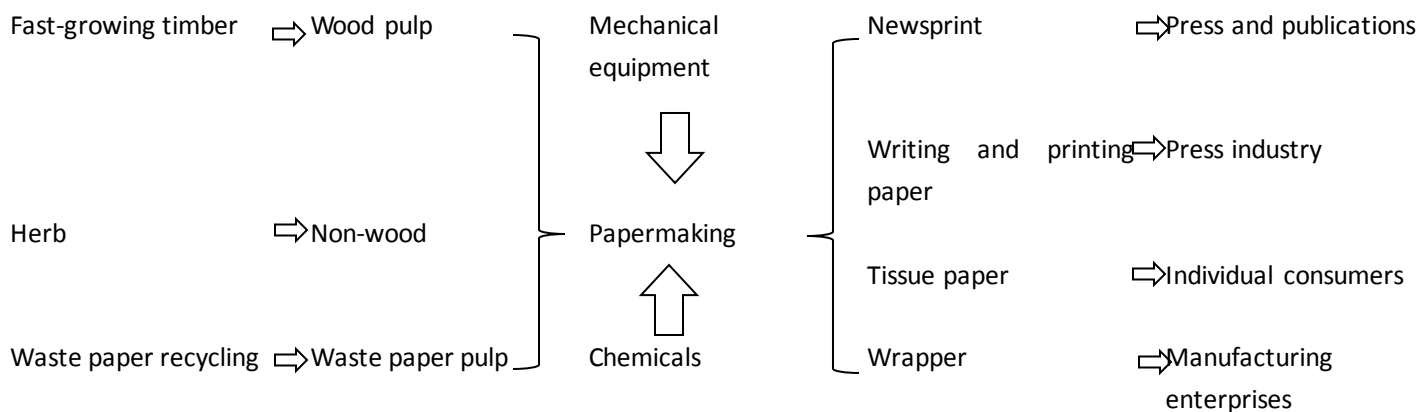 Fast-growing timber
Wood pulp
Mechanical
equipment
Newsprint
Press and publications
Writing and printing
paper
Press industry
Herb
Non-wood
Papermaking
Tissue paper
Individual consumers
Waste paper recycling
Waste paper pulp
Chemicals
Wrapper
Manufacturing
enterprises